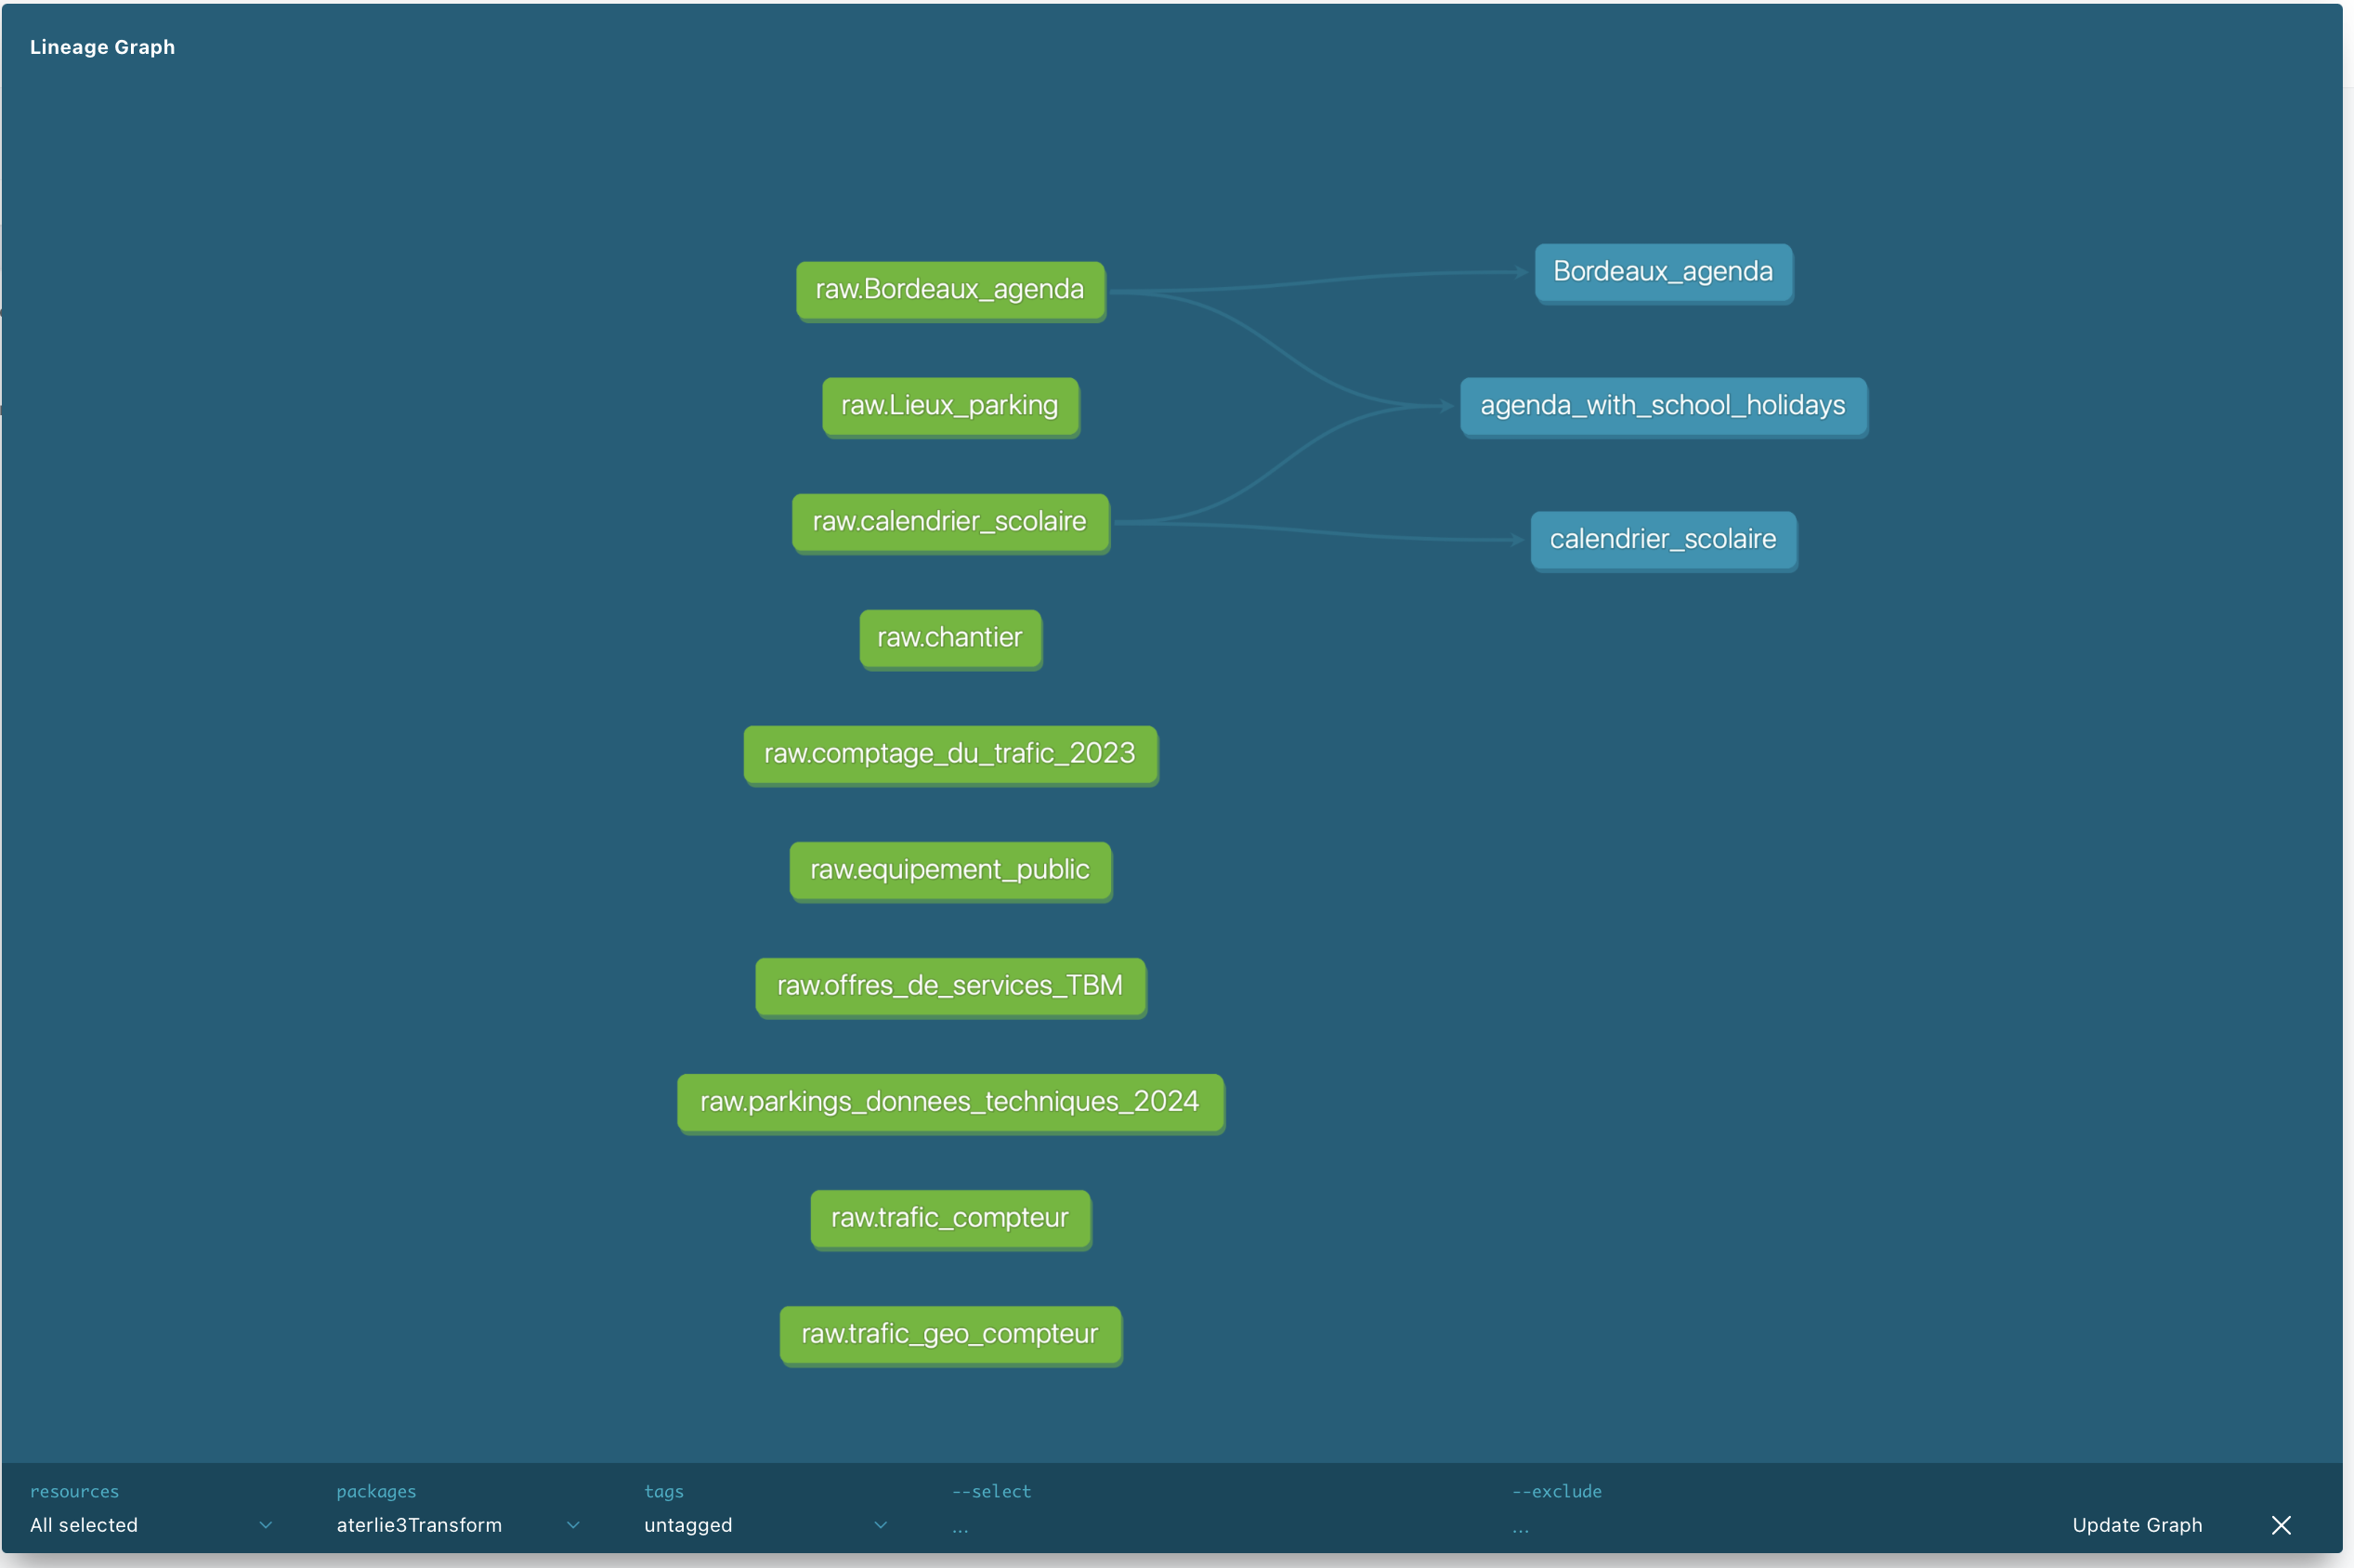 Lineage Graph
raw.Bordeaux_agenda
raw.Lieux_parking
raw.calendrier_scolaire
raw.chantier
raw.comptage_du_trafic_2023
raw.equipement_public
raw.offres_de_services_TBM
raw.parkings_donnees_techniques_2024
raw.trafic_compteur
raw.trafic_geo_compteur
Bordeaux_agenda
agenda_with_school_holidays
calendrier_scolaire
resources
All selected
packages
aterlie3Transform
tags
untagged
--select
...
--exclude
...
Update Graph